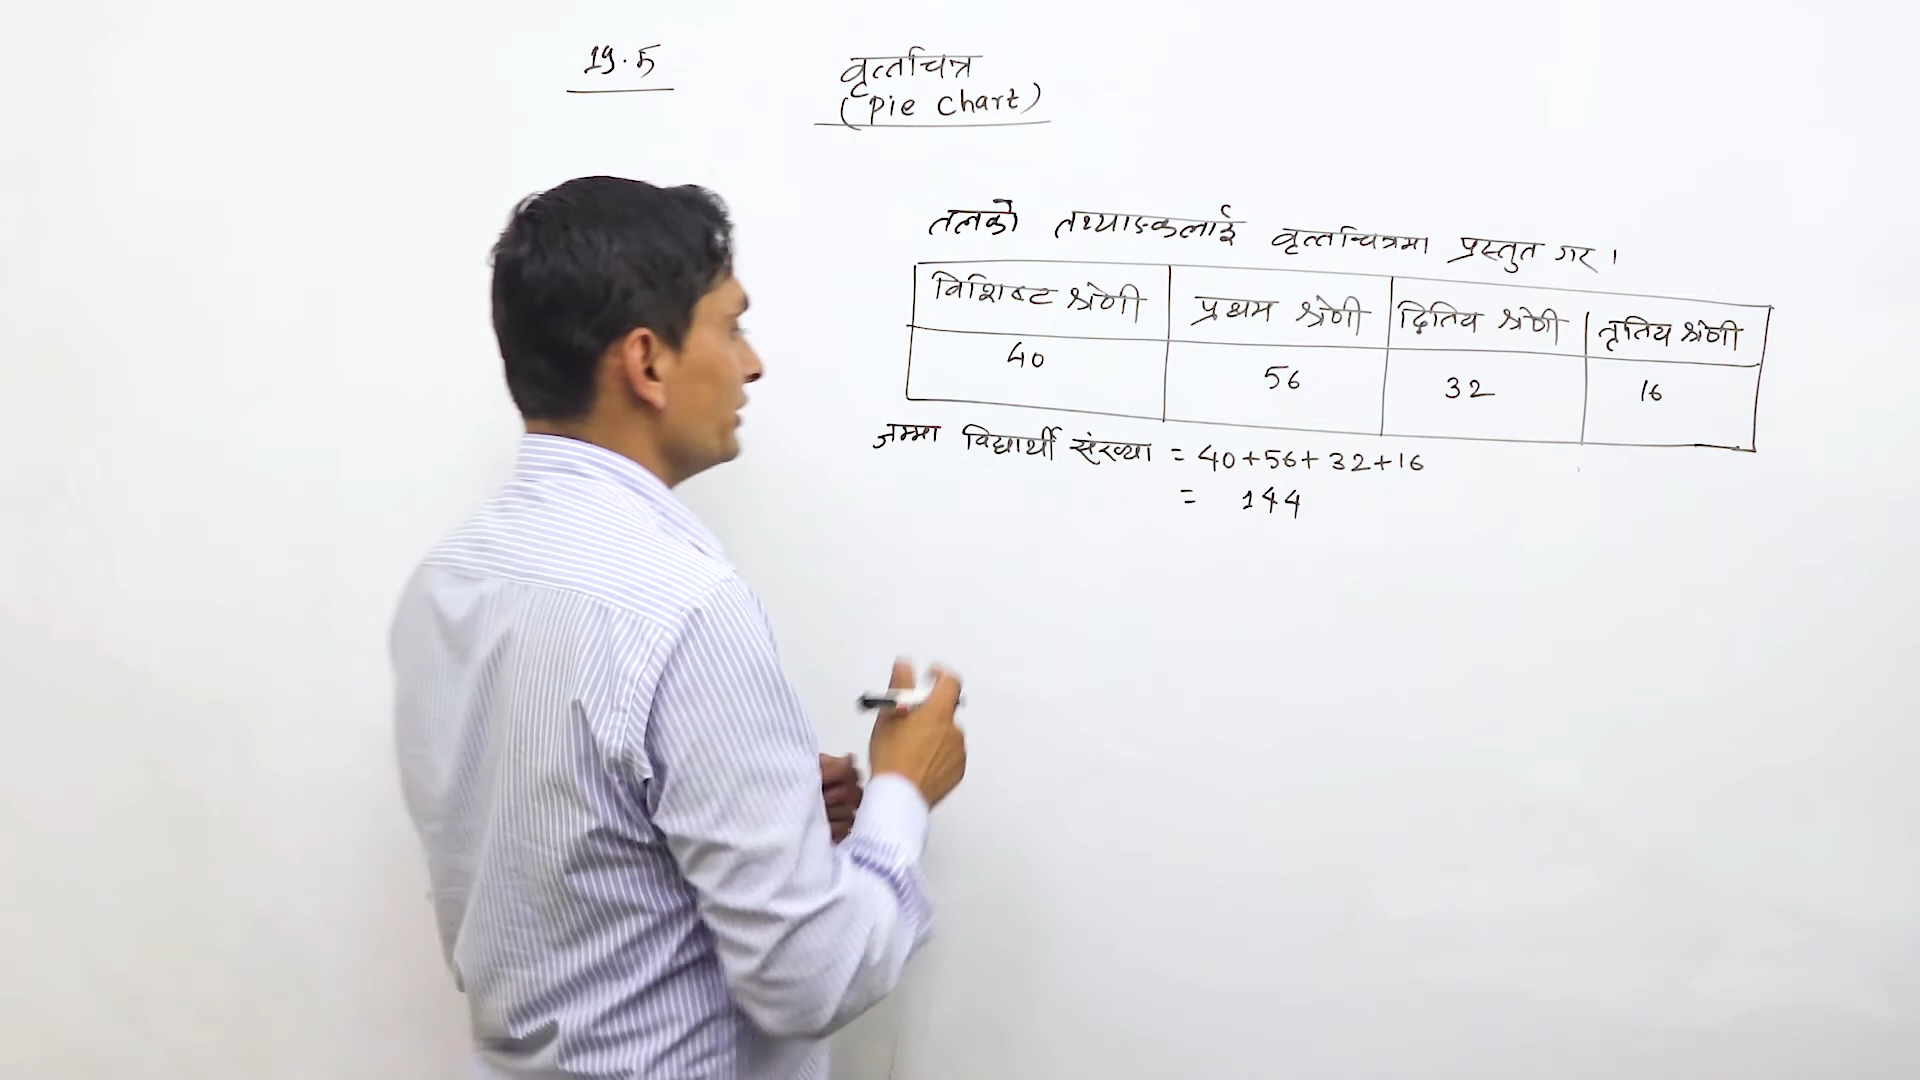 19.5
वृत्तचित्र
(Pie Chart)
तलको तथ्याङ्कलाई वृत्तचित्रमा प्रस्तुत गर ।
विशिष्ट श्रेणी प्रथम श्रेणी द्वितिय श्रेणी तृतिय श्रेणी
40 56 32 16
जम्मा विद्यार्थी संख्या = 40+56+32+16
= 144